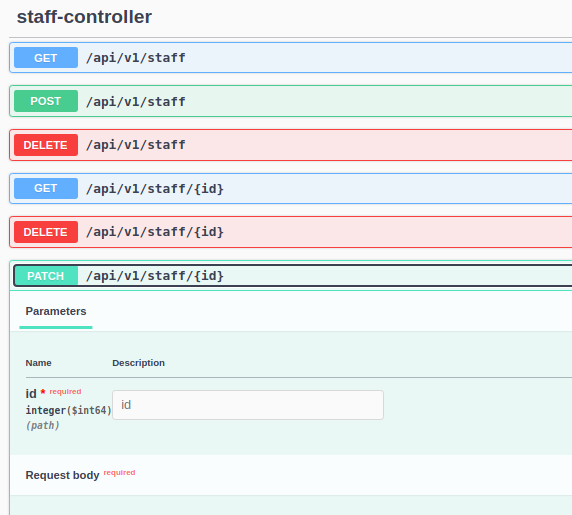 staff-controller
GET /api/v1/staff
POST /api/v1/staff
DELETE /api/v1/staff
GET /api/v1/staff/{id}
DELETE /api/v1/staff/{id}
PATCH /api/v1/staff/{id}
Parameters
Name Description
id * required
integer($int64) id
(path)
Request body required